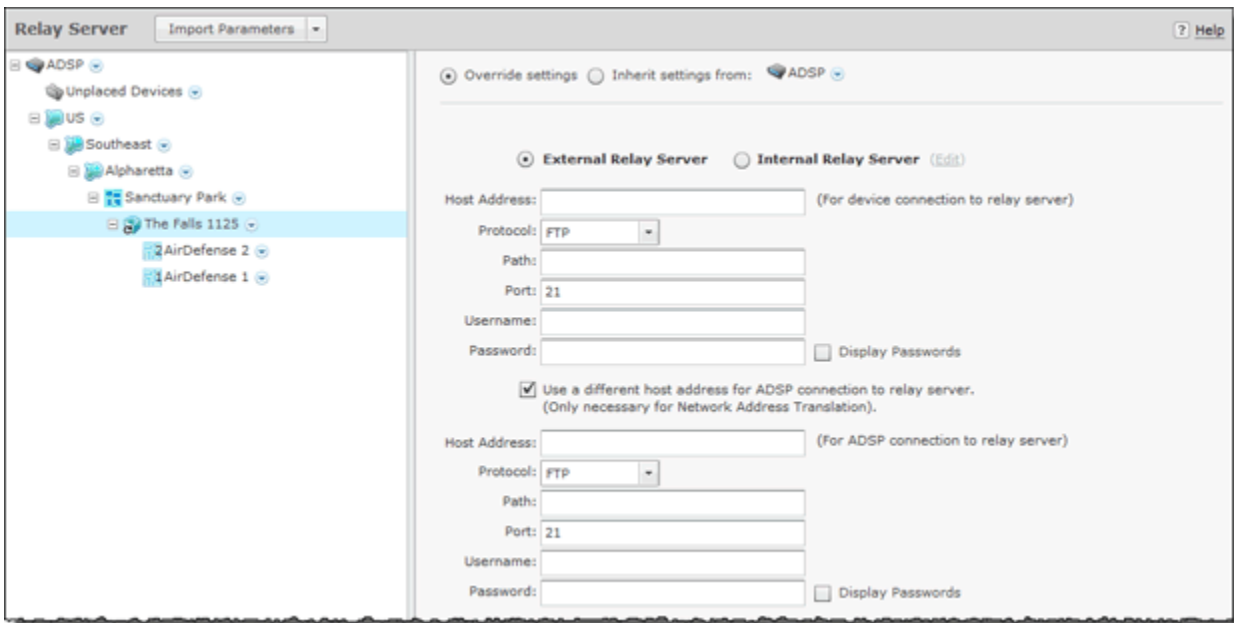 Relay Server Import Parameters ? Help
ADSP
Unplaced Devices
US
Southeast
Alpharetta
Sanctuary Park
The Falls 1125
2 AirDefense 2
1 AirDefense 1
Override settings Inherit settings from: ADSP
External Relay Server Internal Relay Server (Edit)
Host Address: (For device connection to relay server)
Protocol: FTP
Path:
Port: 21
Username:
Password: Display Passwords
Use a different host address for ADSP connection to relay server.
(Only necessary for Network Address Translation).
Host Address: (For ADSP connection to relay server)
Protocol: FTP
Path:
Port: 21
Username:
Password: Display Passwords